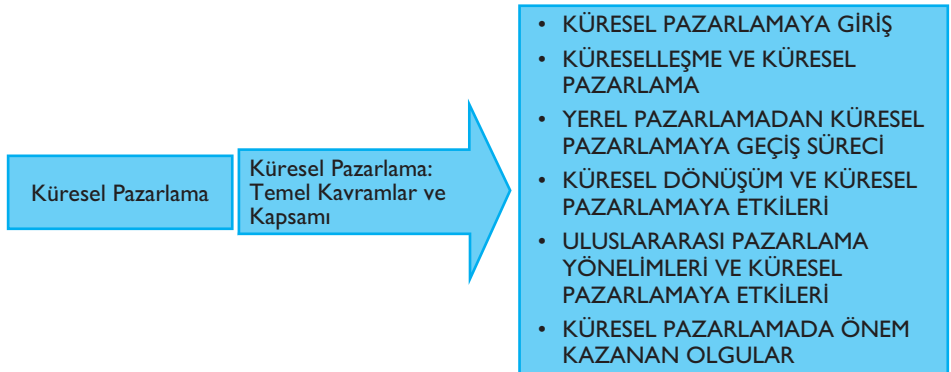 Küresel Pazarlama
Küresel Pazarlama:
Temel Kavramlar ve
Kapsamı
• KÜRESEL PAZARLAMAYA GİRİŞ
• KÜRESELLEŞME VE KÜRESEL
PAZARLAMA
• YEREL PAZARLAMADAN KÜRESEL
PAZARLAMAYA GEÇİŞ SÜRECİ
• KÜRESEL DÖNÜŞÜM VE KÜRESEL
PAZARLAMAYA ETKİLERİ
• ULUSLARARASI PAZARLAMA
YÖNELİMLERİ VE KÜRESEL
PAZARLAMAYA ETKİLERİ
• KÜRESEL PAZARLAMADA ÖNEM
KAZANAN OLGULAR